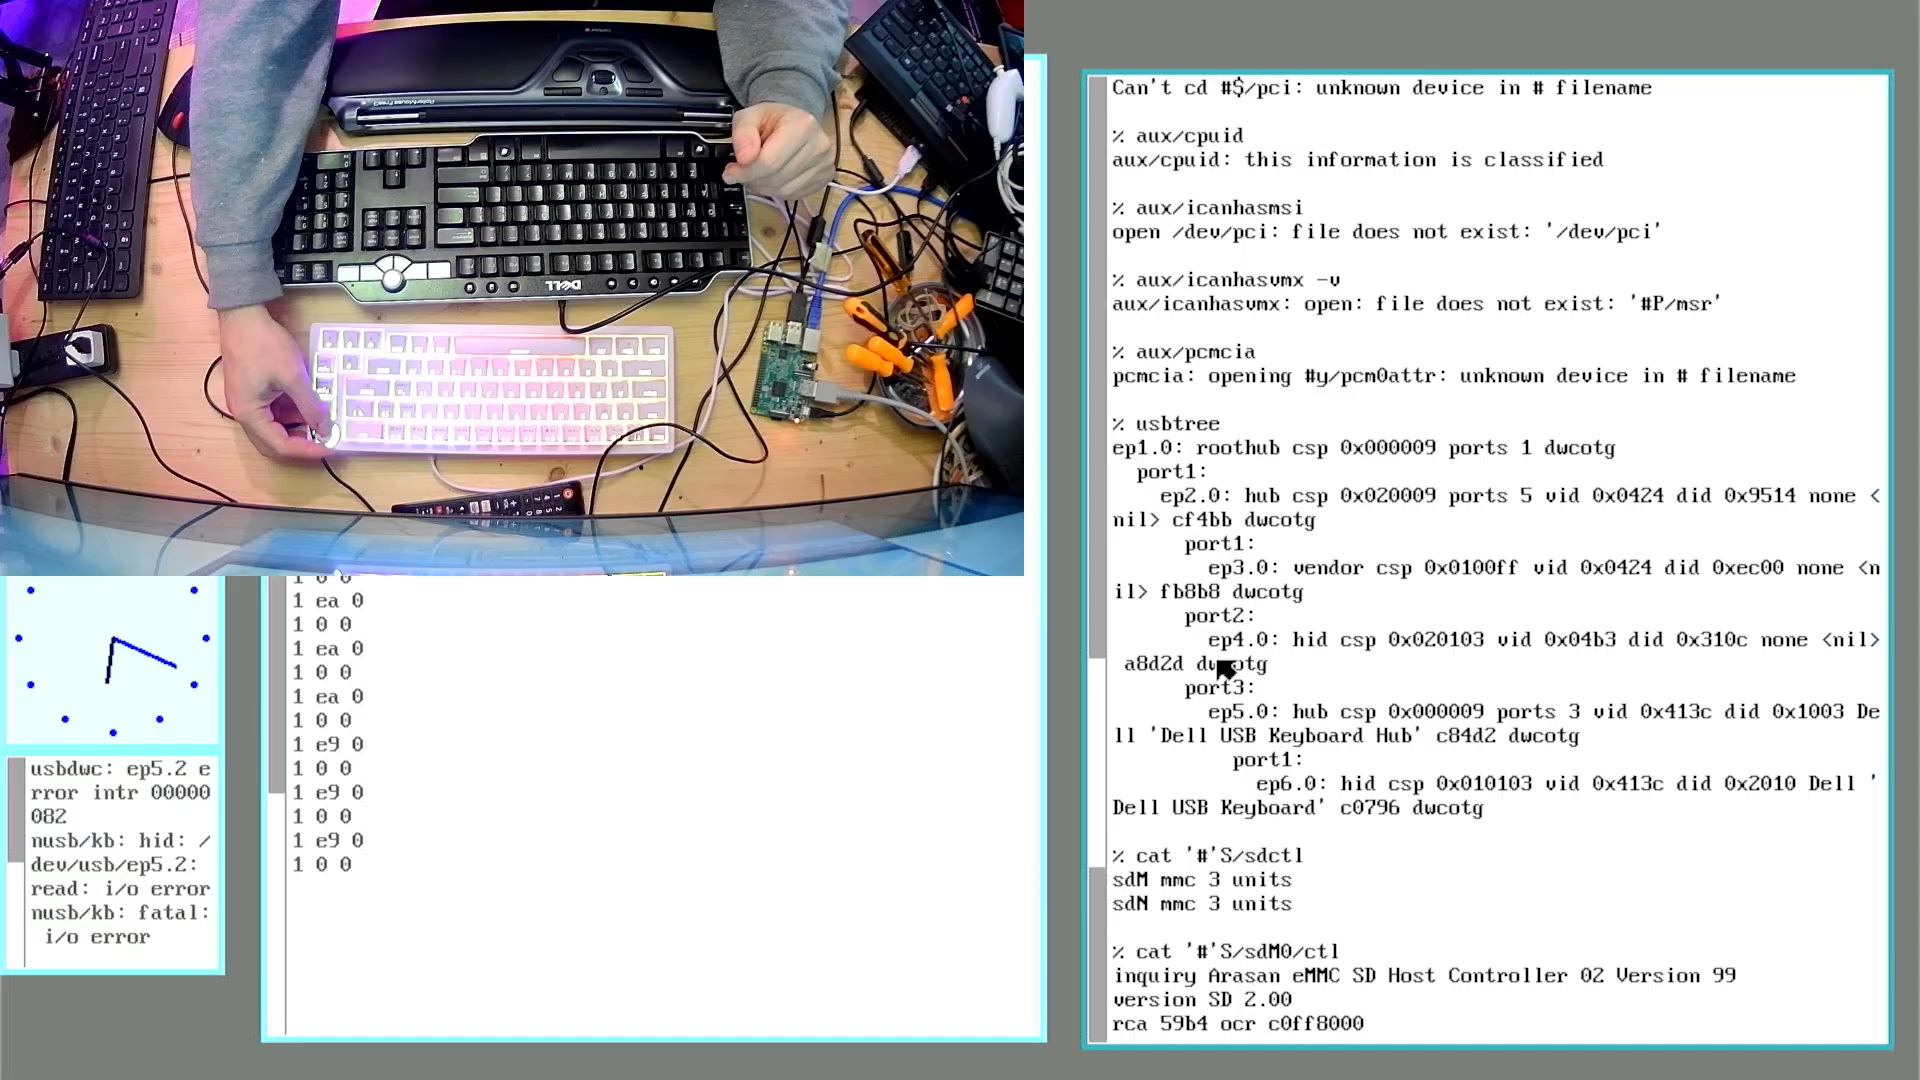 DELL
1 0 0
1 ea 0
1 0 0
1 ea 0
1 0 0
1 ea 0
1 0 0
1 e9 0
1 0 0
1 e9 0
1 0 0
1 e9 0
1 0 0
usbdwc: ep5.2 e
rror intr 00000
082
nusb/kb: hid: /
dev/usb/ep5.2:
read: i/o error
nusb/kb: fatal:
i/o error
Can't cd #$/pci: unknown device in # filename
% aux/cpuid
aux/cpuid: this information is classified
% aux/icanhasmsi
open /dev/pci: file does not exist: '/dev/pci'
% aux/icanhasvmx -v
aux/icanhasvmx: open: file does not exist: '#P/msr'
% aux/pcmcia
pcmcia: opening #y/pcm0attr: unknown device in # filename
% usbtree
ep1.0: roothub csp 0x000009 ports 1 dwcotg
port1:
ep2.0: hub csp 0x020009 ports 5 vid 0x0424 did 0x9514 none <
nil> cf4bb dwcotg
port1:
ep3.0: vendor csp 0x0100ff vid 0x0424 did 0xec00 none <n
il> fb8b8 dwcotg
port2:
ep4.0: hid csp 0x020103 vid 0x04b3 did 0x310c none <nil>
a8d2d dwcotg
port3:
ep5.0: hub csp 0x000009 ports 3 vid 0x413c did 0x1003 De
ll 'Dell USB Keyboard Hub' c84d2 dwcotg
port1:
ep6.0: hid csp 0x010103 vid 0x413c did 0x2010 Dell '
Dell USB Keyboard' c0796 dwcotg
% cat '#'S/sdctl
sdM mmc 3 units
sdN mmc 3 units
% cat '#'S/sdM0/ctl
inquiry Arasan eMMC SD Host Controller 02 Version 99
version SD 2.00
rca 59b4 ocr c0ff8000